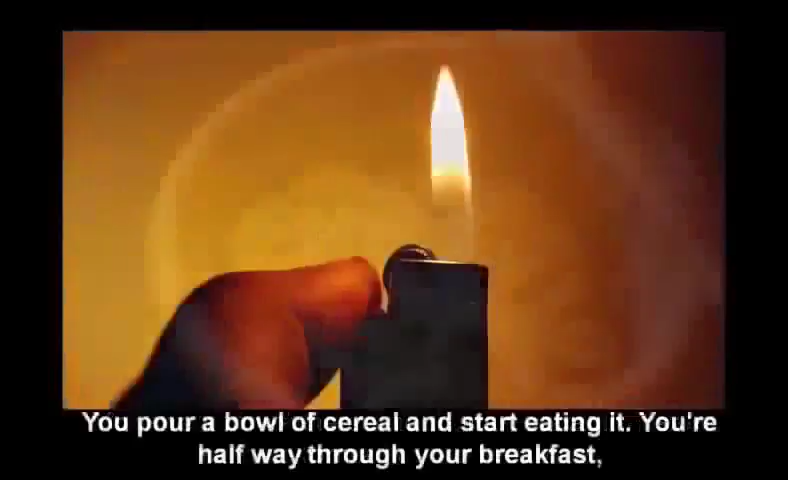 You pour a bowl of cereal and start eating it. You're
half way through your breakfast,